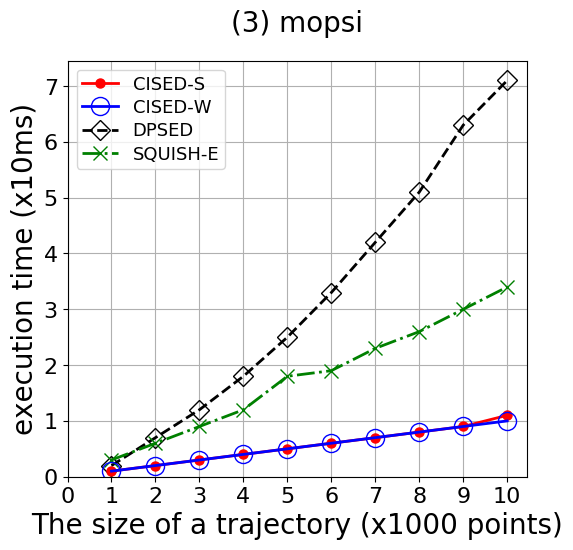 (3) mopsi
CISED-S
CISED-W
DPSED
SQUISH-E
execution time (x10ms)
7
6
5
4
3
2
1
0
0 1 2 3 4 5 6 7 8 9 10
The size of a trajectory (x1000 points)